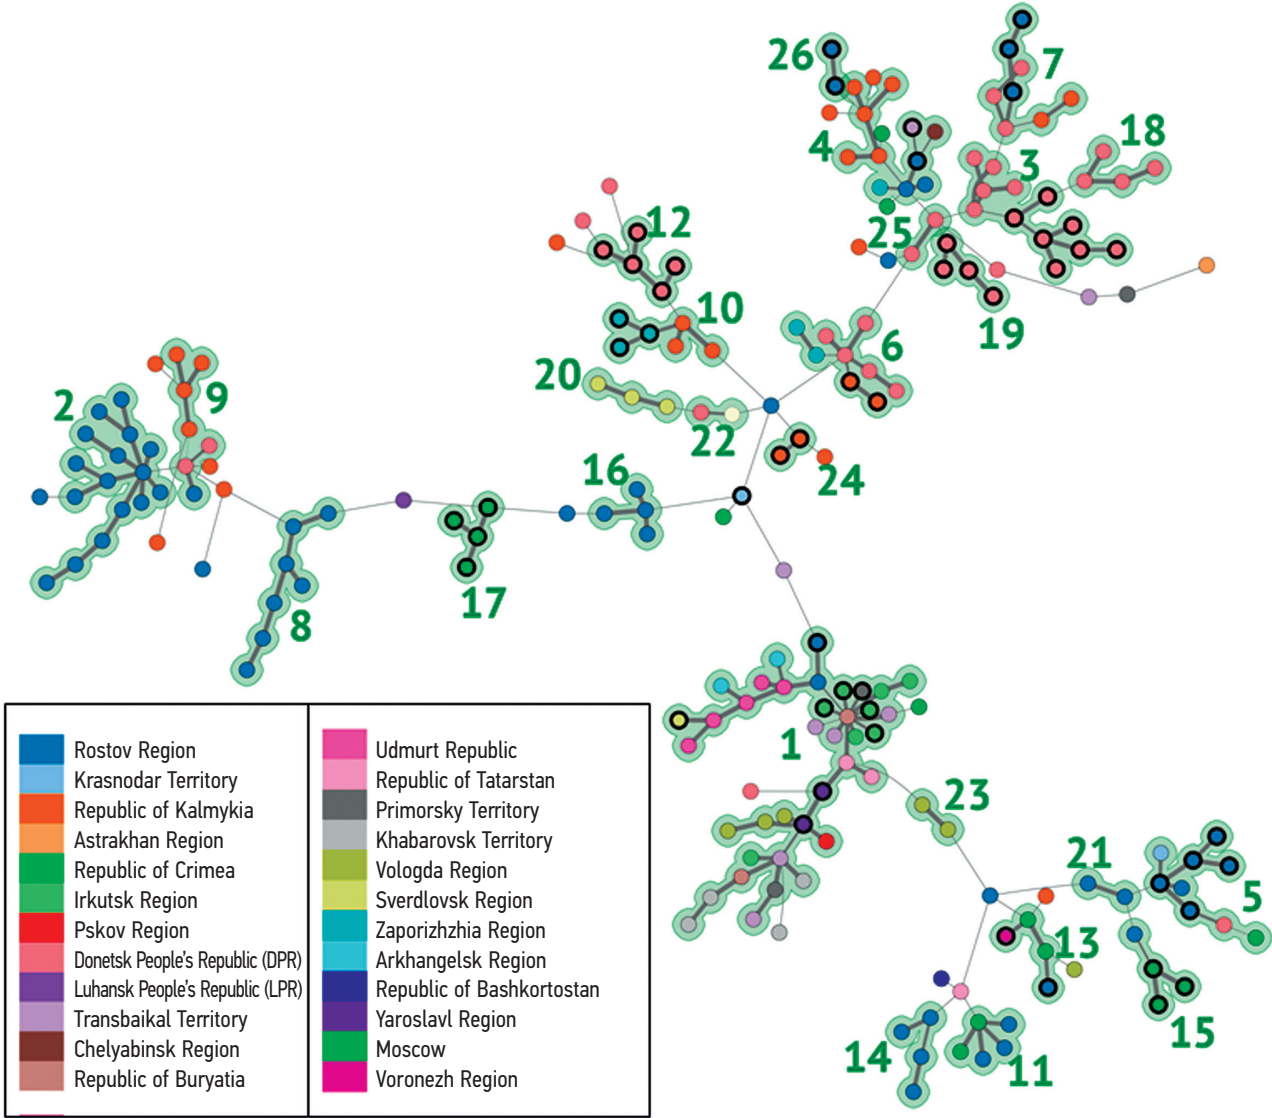 26
7
4
18
3
12
25
10
19
6
20
9
2
22
16
24
17
8
1
23
21
5
13
15
14
11
Rostov Region
Krasnodar Territory
Republic of Kalmykia
Astrakhan Region
Republic of Crimea
Irkutsk Region
Pskov Region
Donetsk People's Republic (DPR)
Luhansk People's Republic (LPR)
Transbaikal Territory
Chelyabinsk Region
Republic of Buryatia
Udmurt Republic
Republic of Tatarstan
Primorsky Territory
Khabarovsk Territory
Vologda Region
Sverdlovsk Region
Zaporizhzhia Region
Arkhangelsk Region
Republic of Bashkortostan
Yaroslavl Region
Moscow
Voronezh Region